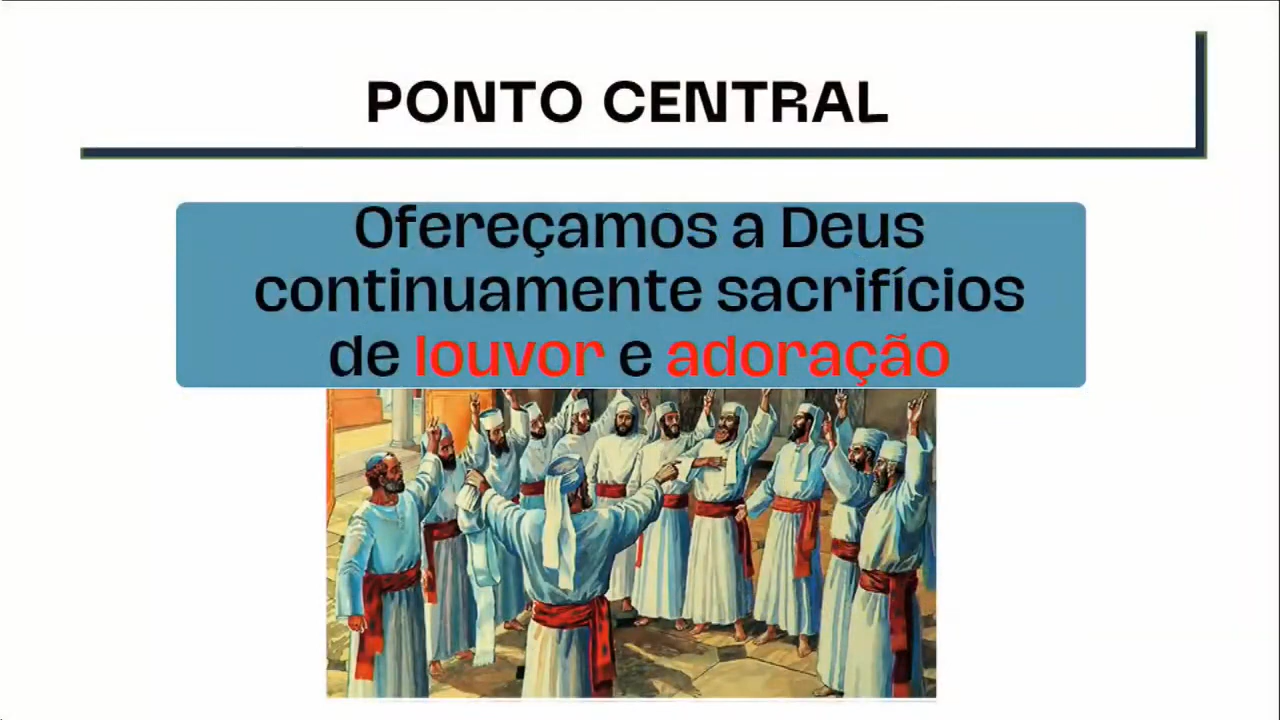 PONTO CENTRAL
Ofereçamos a Deus
continuamente sacrifícios
de louvor e adoração